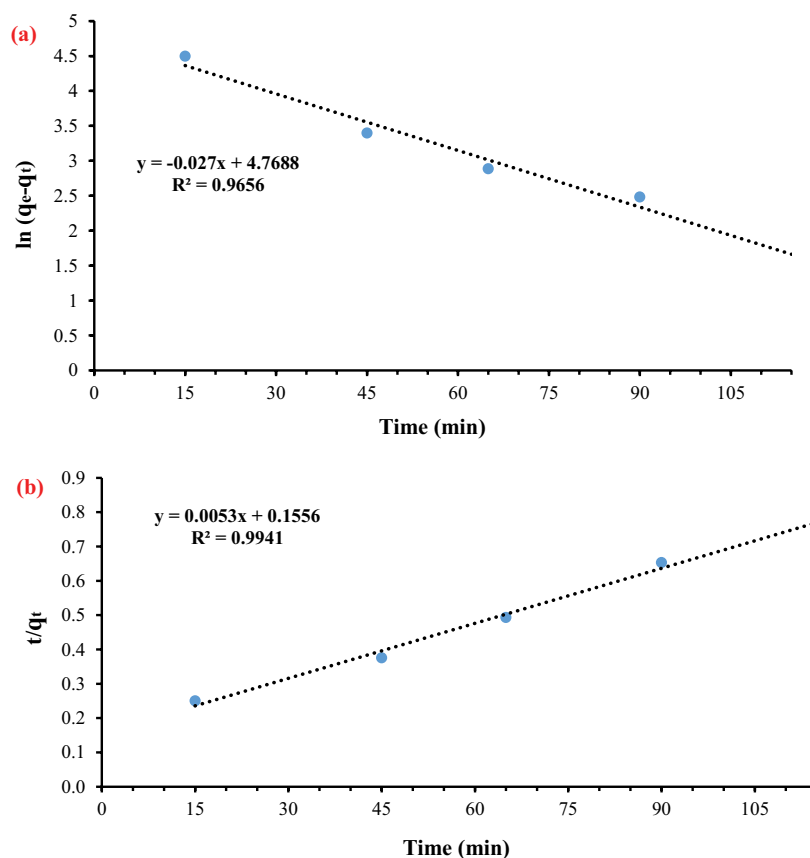 (a)
5
4.5
4
3.5
3
2.5
2
1.5
1
0.5
0
ln (qe-qt)
y = -0.027x + 4.7688
R² = 0.9656
0 15 30 45 60 75 90 105
Time (min)
(b)
0.9
0.8
0.7
0.6
0.5
0.4
0.3
0.2
0.1
0.0
t/qt
y = 0.0053x + 0.1556
R² = 0.9941
0 15 30 45 60 75 90 105
Time (min)